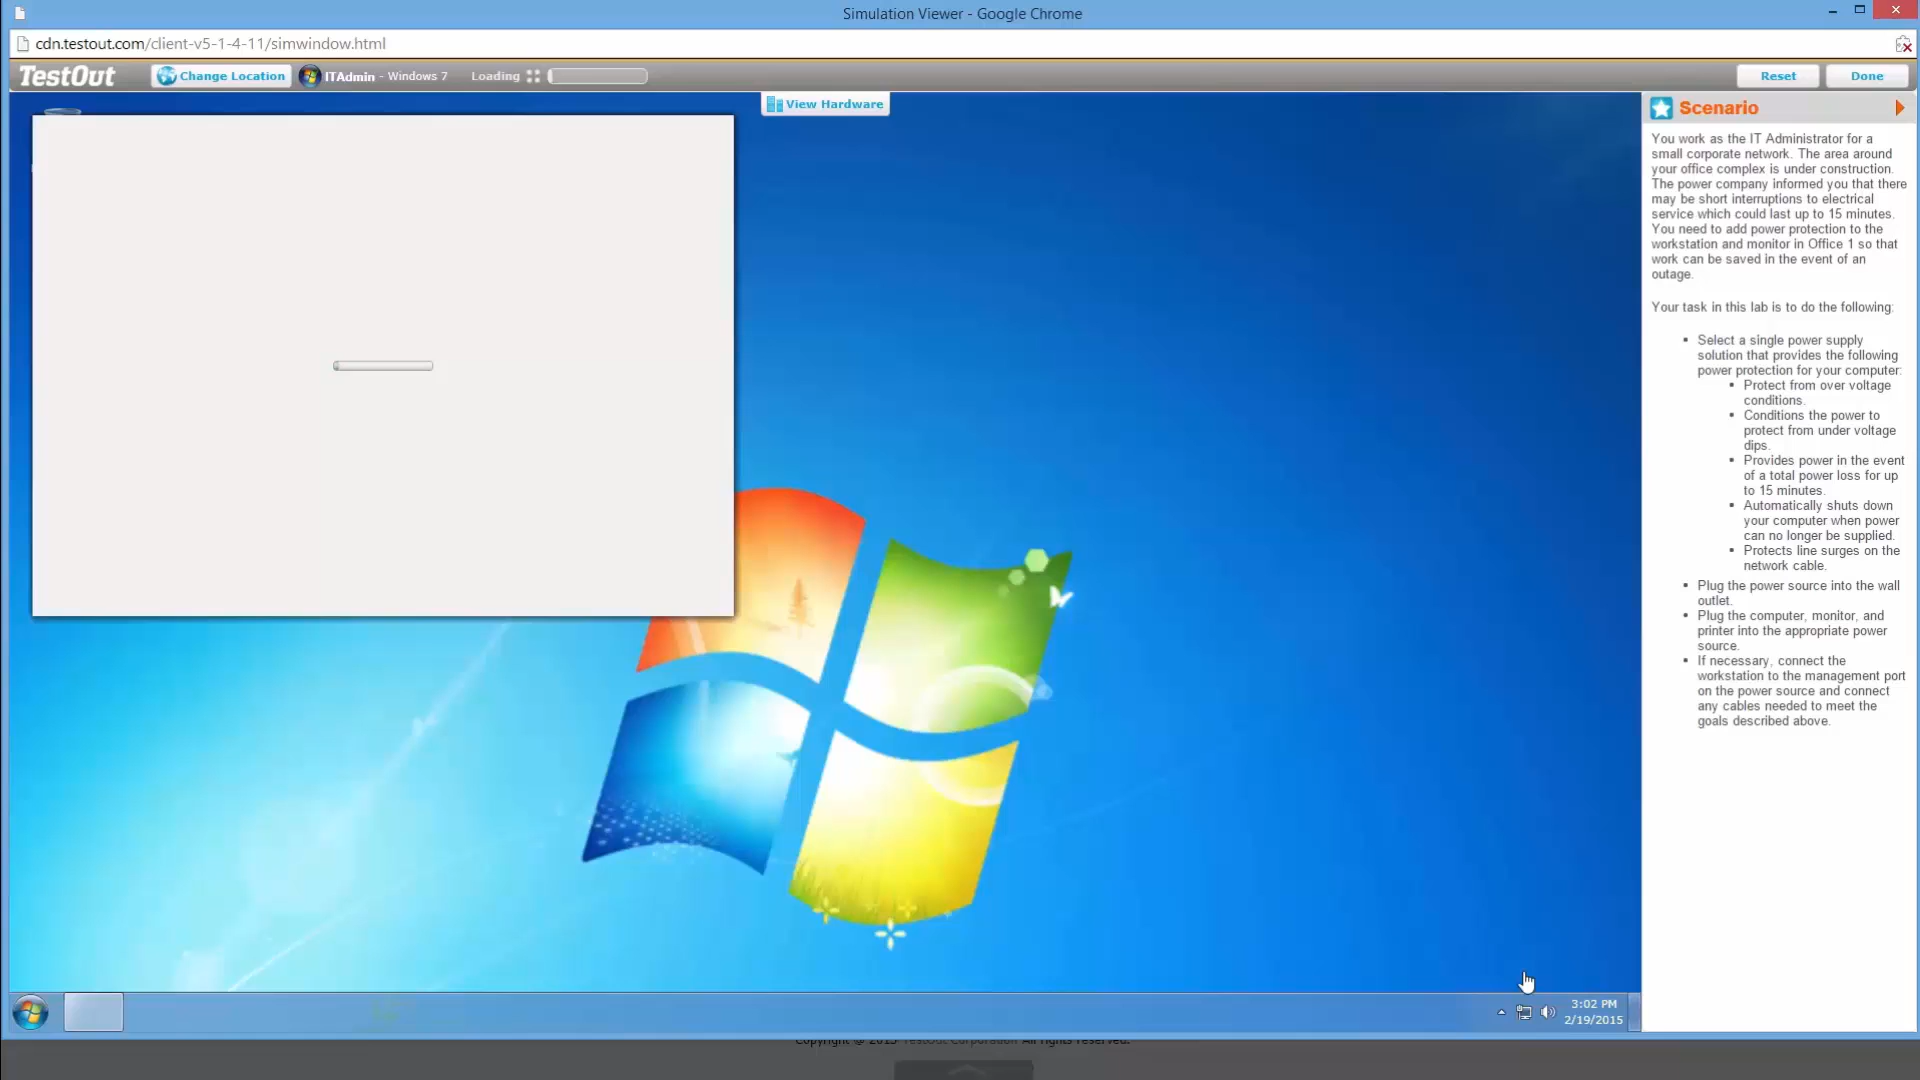 Simulation Viewer - Google Chrome
cdn.testout.com/client-v5-1-4-11/simwindow.html
TestOut
Change Location
ITAdmin - Windows 7
Loading
Reset
Done
View Hardware
Scenario
You work as the IT Administrator for a
small corporate network. The area around
your office complex is under construction.
The power company informed you that there
may be short interruptions to electrical
service which could last up to 15 minutes.
You need to add power protection to the
workstation and monitor in Office 1 so that
work can be saved in the event of an
outage.
Your task in this lab is to do the following:
Select a single power supply
solution that provides the following
power protection for your computer:
Protect from over voltage
conditions.
Conditions the power to
protect from under voltage
dips.
Provides power in the event
of a total power loss for up
to 15 minutes.
Automatically shuts down
your computer when power
can no longer be supplied.
Protects line surges on the
network cable.
Plug the power source into the wall
outlet.
Plug the computer, monitor, and
printer into the appropriate power
source.
If necessary, connect the
workstation to the management port
on the power source and connect
any cables needed to meet the
goals described above.
3:02 PM
2/19/2015
Copyright © 2015 TestOut Corporation All rights reserved.